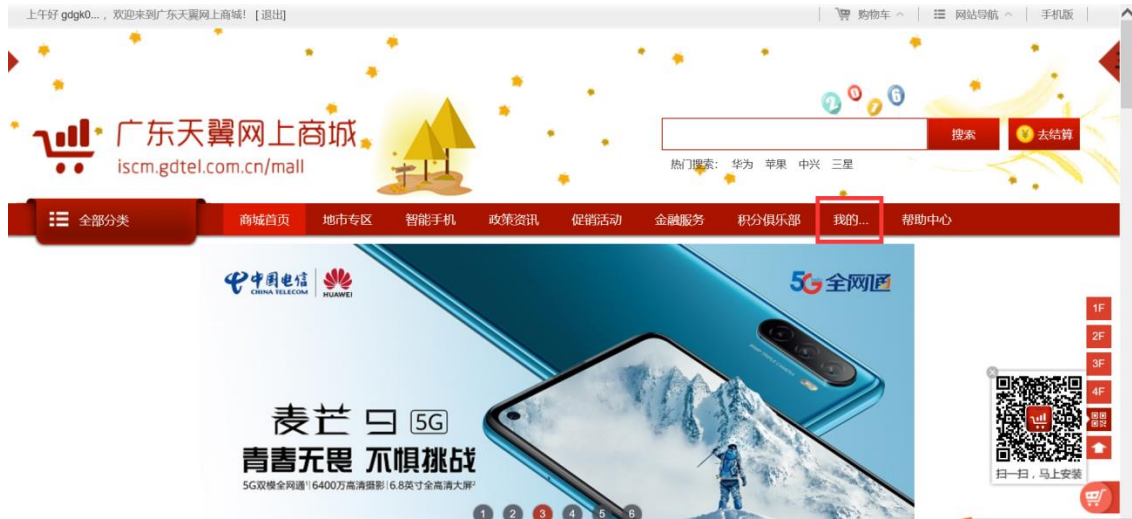 上午好 gdgk0... ，欢迎来到广东天翼网上商城！ [ 退出]
购物车
网站导航
手机版
2016
广东天翼网上商城
iscm.gdtel.com.cn/mall
搜索
¥ 去结算
热门搜索： 华为 苹果 中兴 三星
全部分类
商城首页 地市专区 智能手机 政策资讯 促销活动 金融服务 积分俱乐部 我的... 帮助中心
中国电信
CHINA TELECOM
HUAWEI
5G 全网通
麦芒9 5G
青春无畏 不惧挑战
5G双模全网通 6400万高清摄影 6.8英寸全高清大屏
1 2 3 4 5 6
1F
2F
3F
4F
扫一扫，马上安装